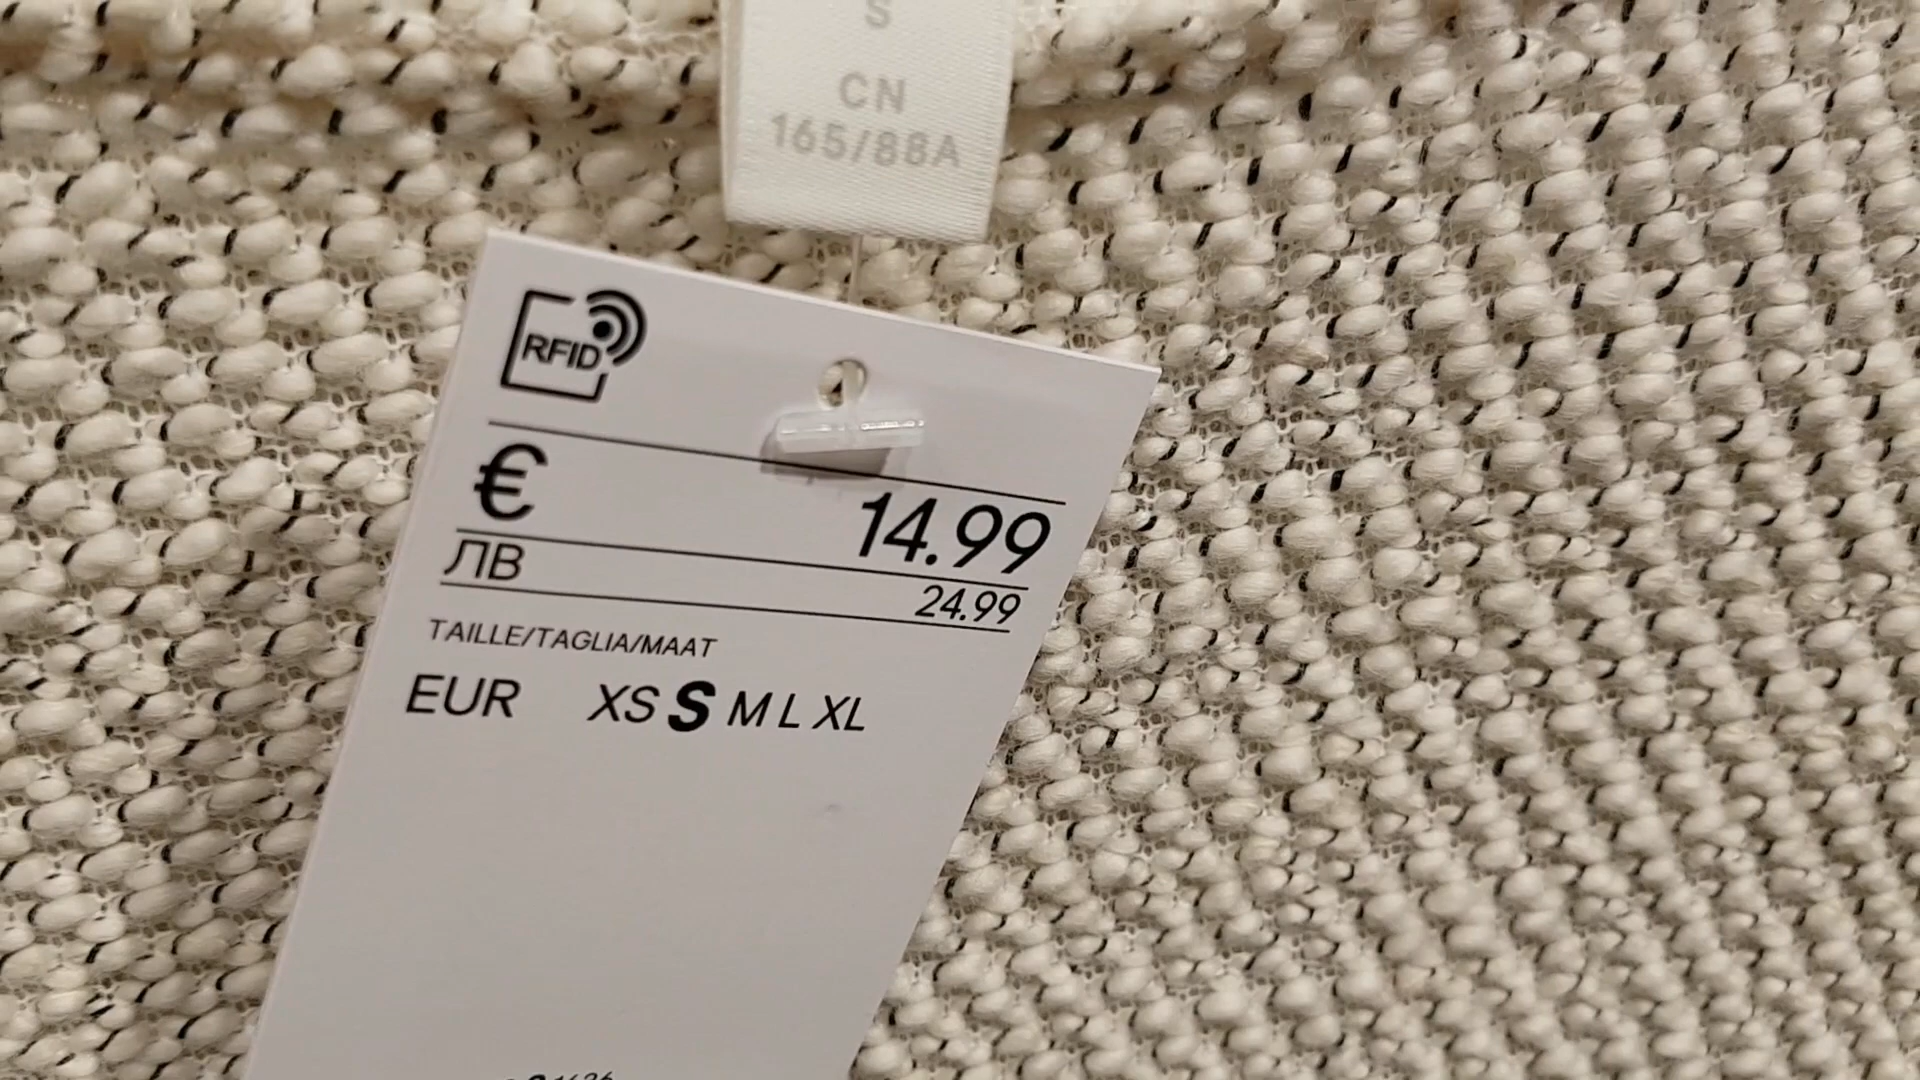 S
CN
165/88A
RFID
€ 14.99
ЛВ 24.99
TAILLE/TAGLIA/MAAT
EUR XS S M L XL